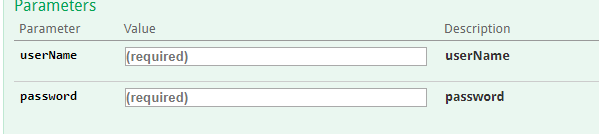 Parameters
Parameter Value Description
userName (required) userName
password (required) password